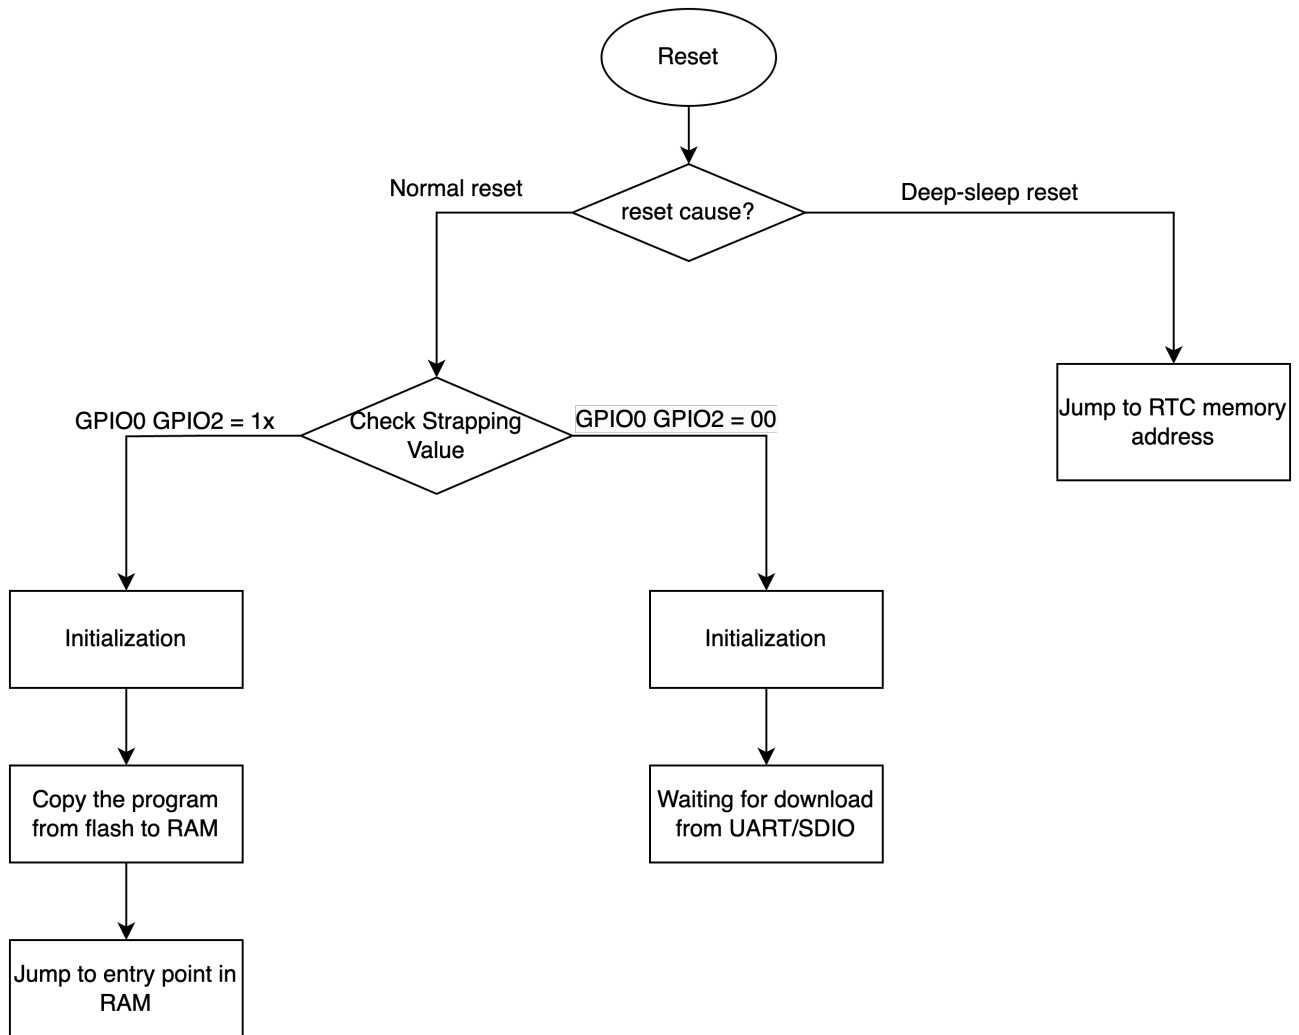 Reset
Normal reset
reset cause?
Deep-sleep reset
GPIO0 GPIO2 = 1x
Check Strapping
Value
GPIO0 GPIO2 = 00
Jump to RTC memory
address
Initialization
Initialization
Copy the program
from flash to RAM
Waiting for download
from UART/SDIO
Jump to entry point in
RAM